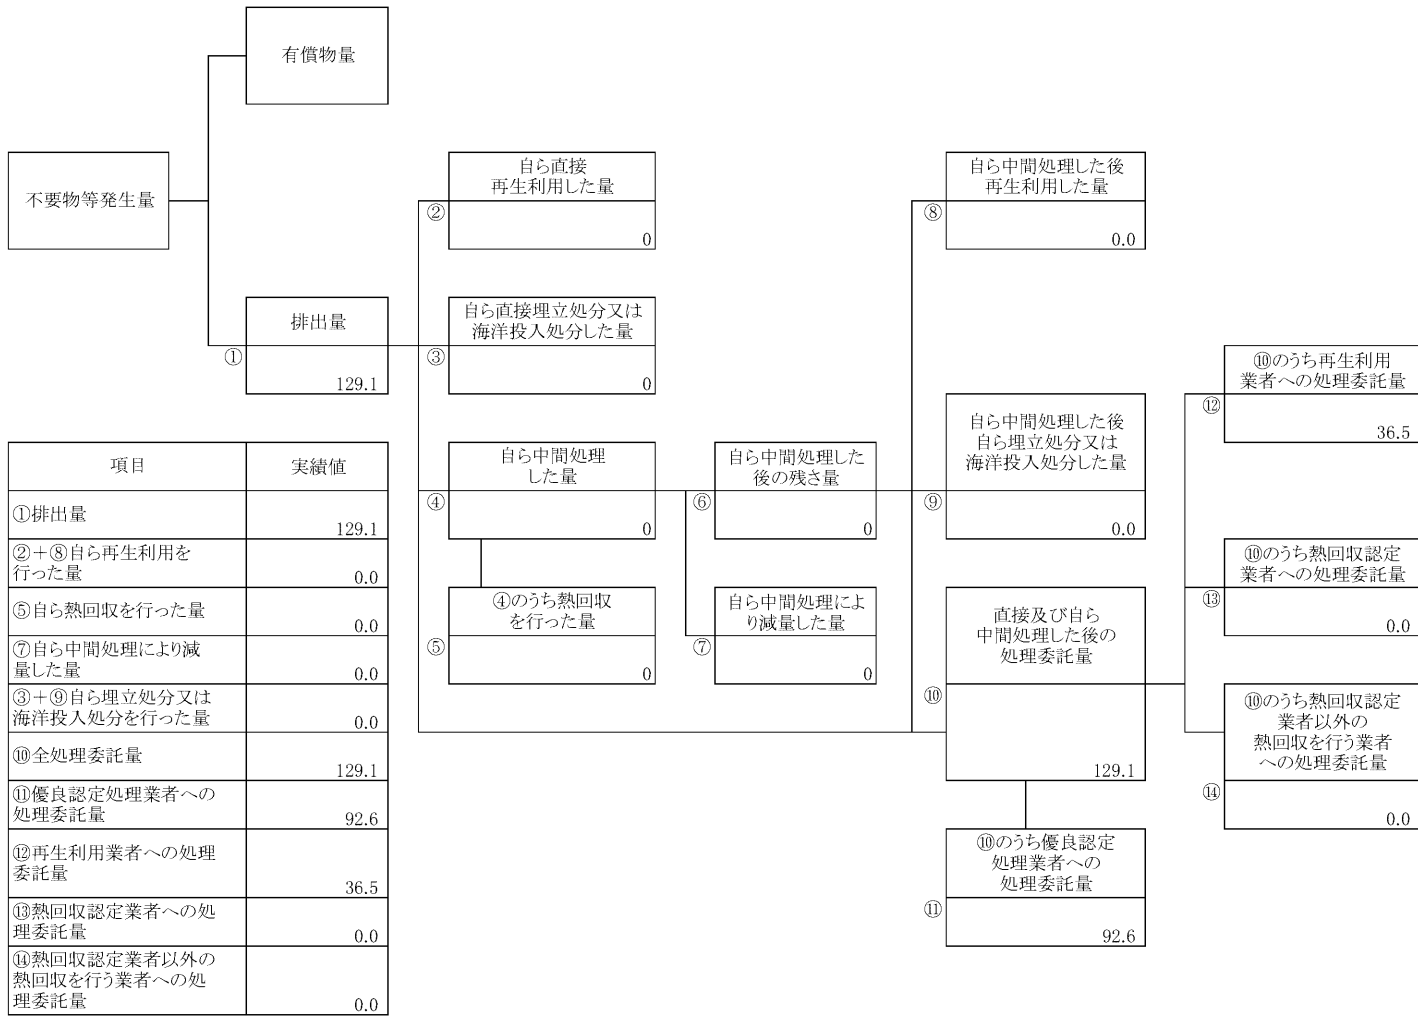 有償物量
不要物等発生量
排出量
①
129.1
自ら直接
再生利用した量
②
0
自ら直接埋立処分又は
海洋投入処分した量
③
0
自ら中間処理
した量
④
0
④のうち熱回収
を行った量
⑤
0
自ら中間処理した
後の残さ量
⑥
0
自ら中間処理によ
り減量した量
⑦
0
自ら中間処理した後
再生利用した量
⑧
0.0
自ら中間処理した後
自ら埋立処分又は
海洋投入処分した量
⑨
0.0
直接及び自ら
中間処理した後の
処理委託量
⑩
129.1
⑩のうち優良認定
処理業者への
処理委託量
⑪
92.6
⑩のうち再生利用
業者への処理委託量
⑫
36.5
⑩のうち熱回収認定
業者への処理委託量
⑬
0.0
⑩のうち熱回収認定
業者以外の
熱回収を行う業者
への処理委託量
⑭
0.0
項目 実績値
①排出量
129.1
②＋⑧自ら再生利用を
行った量
0.0
⑤自ら熱回収を行った量
0.0
⑦自ら中間処理により減
量した量
0.0
③＋⑨自ら埋立処分又は
海洋投入処分を行った量
0.0
⑩全処理委託量
129.1
⑪優良認定処理業者への
処理委託量
92.6
⑫再生利用業者への処理
委託量
36.5
⑬熱回収認定業者への処
理委託量
0.0
⑭熱回収認定業者以外の
熱回収を行う業者への処
理委託量
0.0